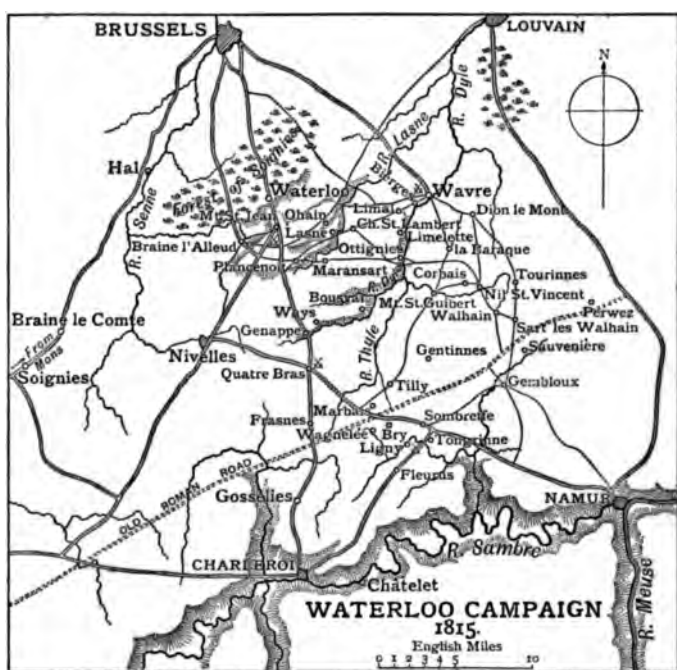 BRUSSELS
LOUVAIN
N
R. Dyle
R. Lasne
Forest of Soignies
Hal
R. Senne
Waterloo
Bierge
Wavre
Mt. St. Jean
Ohain
Limal
Dion le Mont
Lasne
Ch. St. Lambert
Braine l'Alleud
Limelette
Ottignies
la Baraque
Plancenoit
Maransart
Corbais
Tourinnes
R. Dyle
Bousval
Mt. St. Guibert
Nil St. Vincent
Perwez
Ways
Walhain
Braine le Comte
Genappe
Sart les Walhain
From Mons
Nivelles
R. Thyle
Gentinnes
Sauvenière
Soignies
Quatre Bras
Tilly
Gembloux
Marbais
Frasnes
Sombreffe
Wagnelée
Bry
Tongrinne
Ligny
OLD ROMAN ROAD
Fleurus
Gosselies
NAMUR
R. Sambre
CHARLEROI
Châtelet
R. Meuse
WATERLOO CAMPAIGN
1815.
English Miles
0 1 2 3 4 5 10